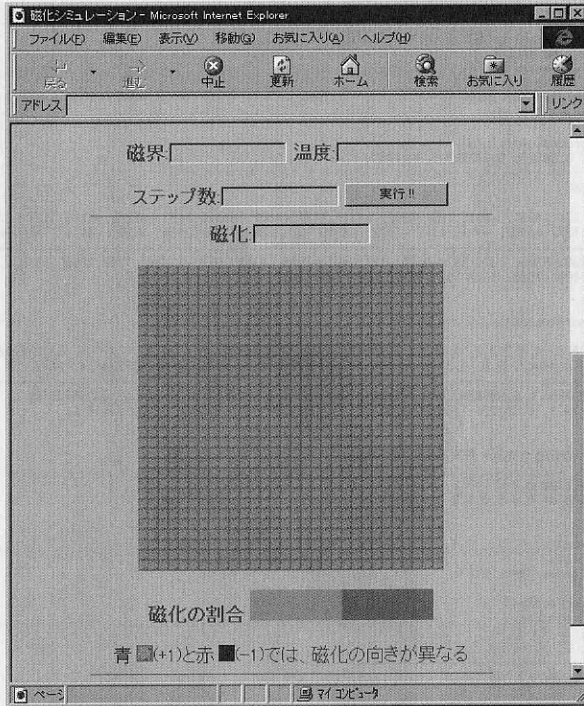 磁化シミュレーション - Microsoft Internet Explorer
ファイル(F) 編集(E) 表示(V) 移動(G) お気に入り(A) ヘルプ(H)
戻る 進む 中止 更新 ホーム 検索 お気に入り 履歴
アドレス リンク
磁界: 温度:
ステップ数: 実行!!
磁化:
磁化の割合
青 (+1)と赤 (-1)では、磁化の向きが異なる
マイ コンピュータ